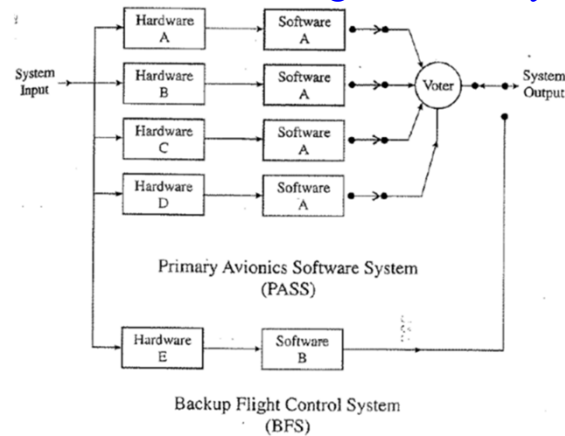 Hardware
A
Software
A
System
Input
Hardware
B
Software
A
Voter
System
Output
Hardware
C
Software
A
Hardware
D
Software
A
Primary Avionics Software System
(PASS)
Hardware
E
Software
B
Backup Flight Control System
(BFS)